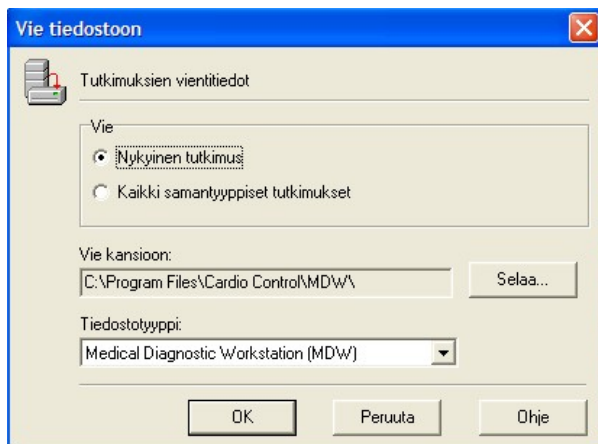 Vie tiedostoon
Tutkimuksien vientitiedot
Vie
Nykyinen tutkimus
Kaikki samantyyppiset tutkimukset
Vie kansioon:
C:\Program Files\Cardio Control\MDW\
Selaa...
Tiedostotyyppi:
Medical Diagnostic Workstation (MDW)
OK
Peruuta
Ohje